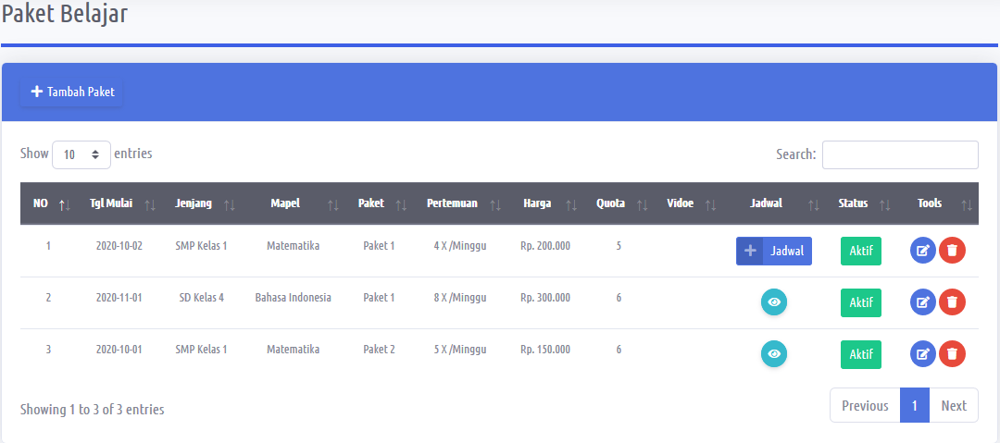 Paket Belajar
+ Tambah Paket
Show 10 entries Search:
NO Tgl Mulai Jenjang Mapel Paket Pertemuan Harga Quota Vidoe Jadwal Status Tools
1 2020-10-02 SMP Kelas 1 Matematika Paket 1 4 X /Minggu Rp. 200.000 5 + Jadwal Aktif
2 2020-11-01 SD Kelas 4 Bahasa Indonesia Paket 1 8 X /Minggu Rp. 300.000 6 Aktif
3 2020-10-01 SMP Kelas 1 Matematika Paket 2 5 X /Minggu Rp. 150.000 6 Aktif
Showing 1 to 3 of 3 entries Previous 1 Next